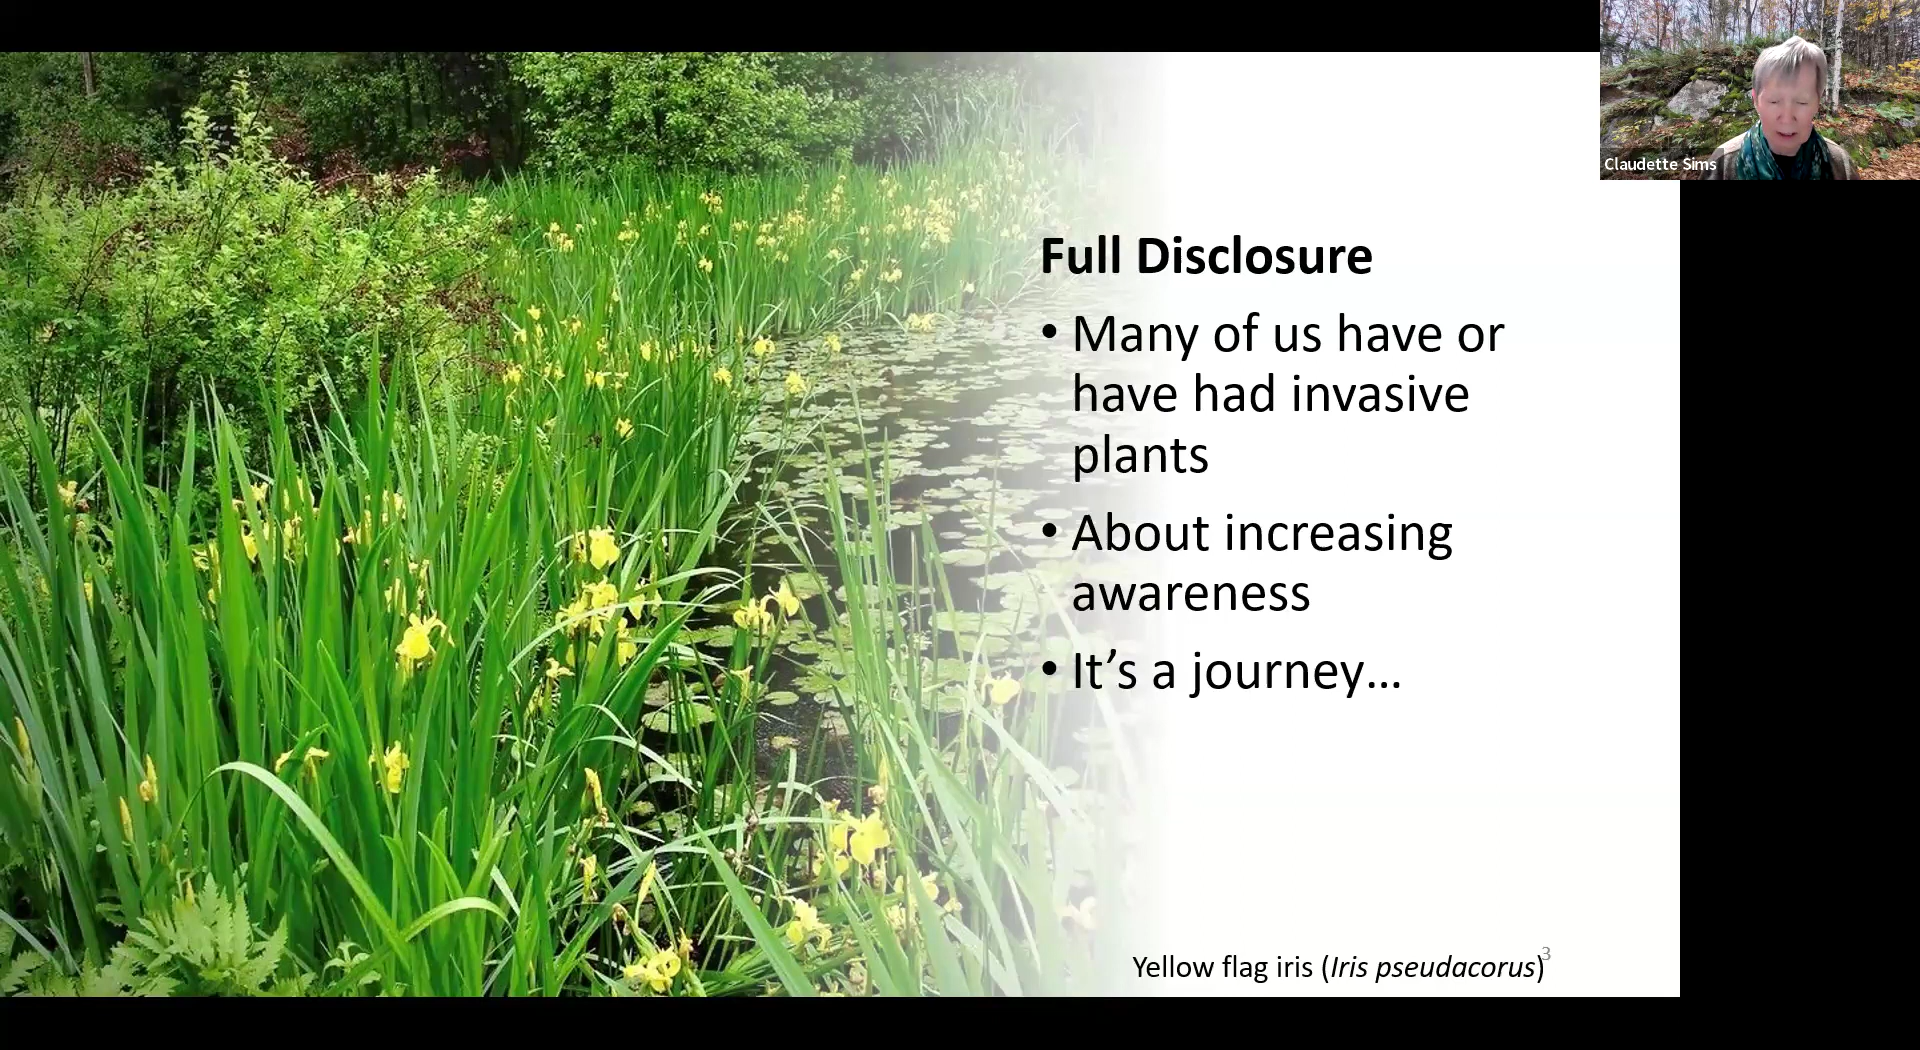 Claudette Sims
Full Disclosure
• Many of us have or
have had invasive
plants
• About increasing
awareness
• It’s a journey…
3
Yellow flag iris (Iris pseudacorus)